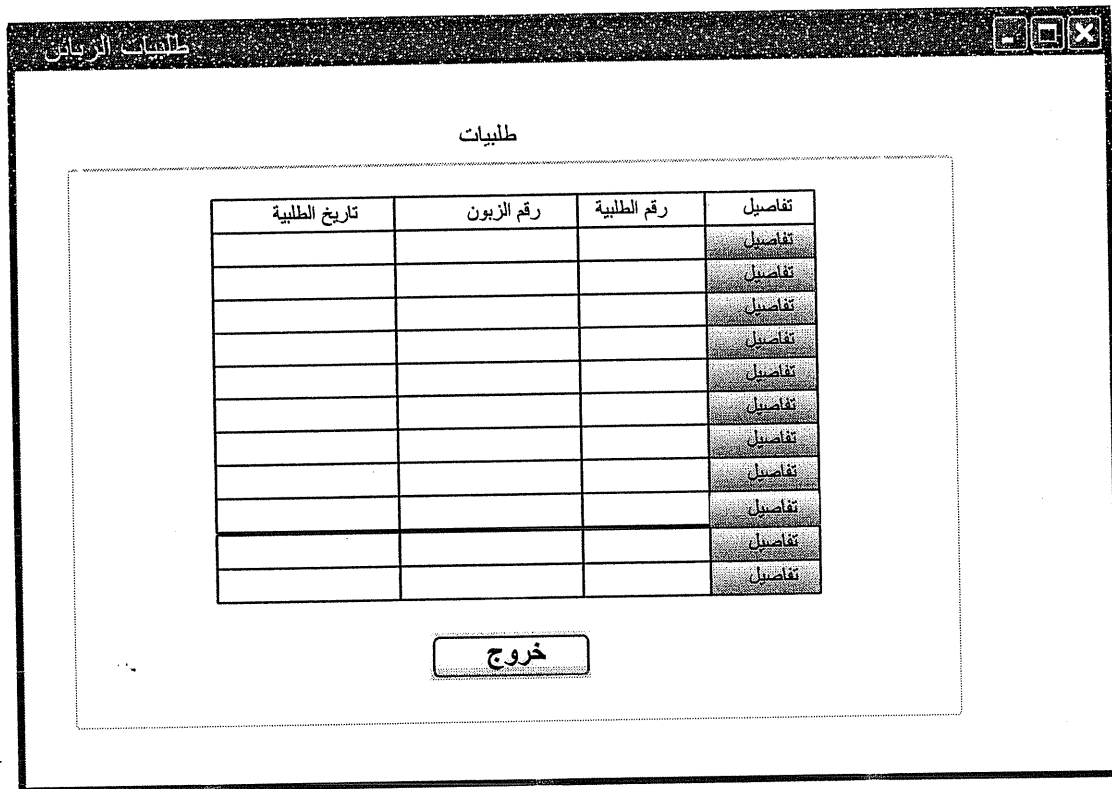 طلبيات الزبائن
طلبيات
تفاصيل رقم الطلبية رقم الزبون تاريخ الطلبية
تفاصيل
تفاصيل
تفاصيل
تفاصيل
تفاصيل
تفاصيل
تفاصيل
تفاصيل
تفاصيل
تفاصيل
تفاصيل
خروج